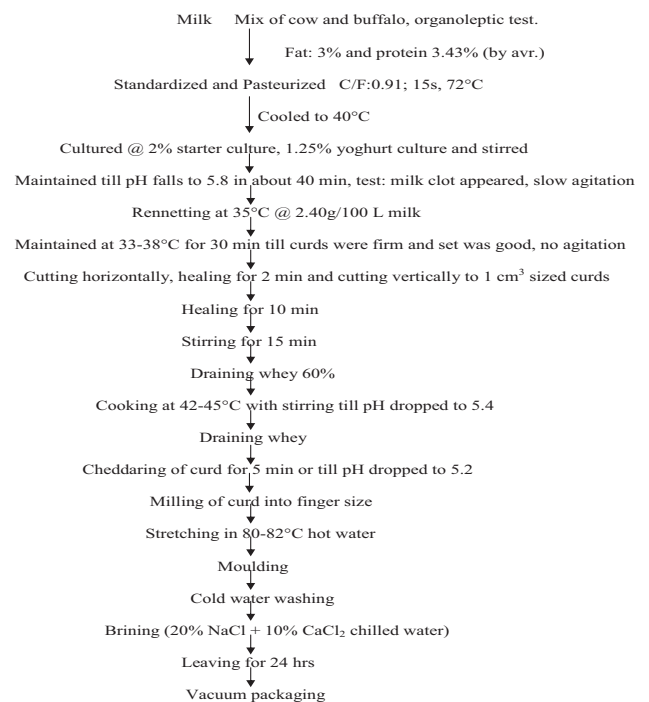 Milk Mix of cow and buffalo, organoleptic test.
Fat: 3% and protein 3.43% (by avr.)
Standardized and Pasteurized C/F:0.91; 15s, 72°C
Cooled to 40°C
Cultured @ 2% starter culture, 1.25% yoghurt culture and stirred
Maintained till pH falls to 5.8 in about 40 min, test: milk clot appeared, slow agitation
Rennetting at 35°C @ 2.40g/100 L milk
Maintained at 33-38°C for 30 min till curds were firm and set was good, no agitation
Cutting horizontally, healing for 2 min and cutting vertically to 1 cm³ sized curds
Healing for 10 min
Stirring for 15 min
Draining whey 60%
Cooking at 42-45°C with stirring till pH dropped to 5.4
Draining whey
Cheddaring of curd for 5 min or till pH dropped to 5.2
Milling of curd into finger size
Stretching in 80-82°C hot water
Moulding
Cold water washing
Brining (20% NaCl + 10% CaCl₂ chilled water)
Leaving for 24 hrs
Vacuum packaging